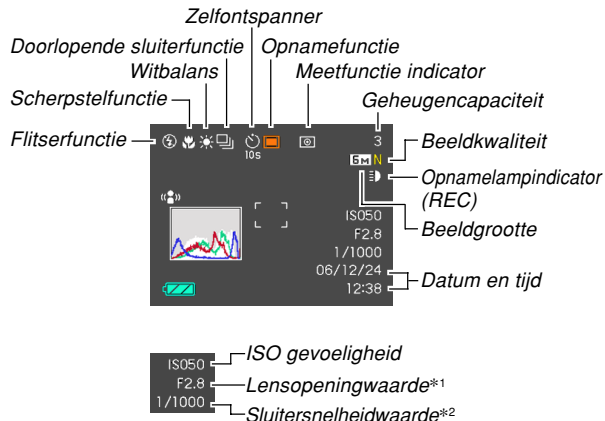 Zelfontspanner
Doorlopende sluiterfunctie
Opnamefunctie
Witbalans
Meetfunctie indicator
Scherpstelfunctie
Geheugencapaciteit
Flitserfunctie
10s
3
Beeldkwaliteit
6M N
Opnamelampindicator
(REC)
Beeldgrootte
ISO50
F2.8
1/1000
06/12/24
12:38
Datum en tijd
ISO50
ISO gevoeligheid
F2.8
Lensopeningwaarde*1
1/1000
Sluitersnelheidwaarde*2